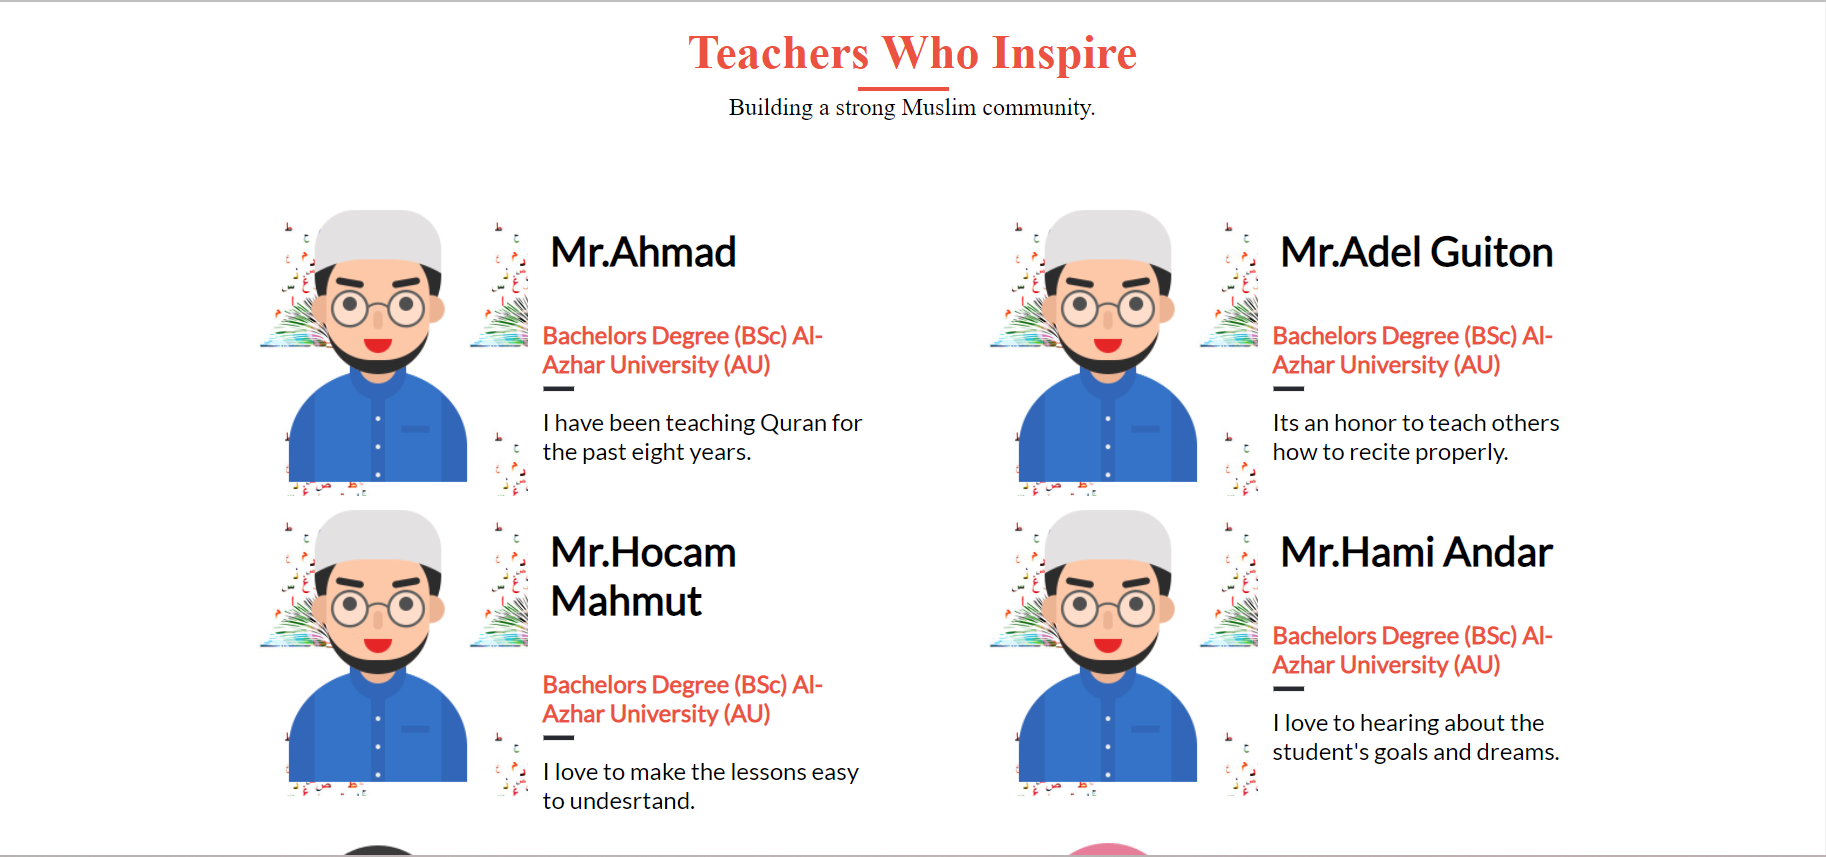 Teachers Who Inspire
Building a strong Muslim community.
Mr.Ahmad
Bachelors Degree (BSc) Al-
Azhar University (AU)
I have been teaching Quran for
the past eight years.
Mr.Adel Guiton
Bachelors Degree (BSc) Al-
Azhar University (AU)
Its an honor to teach others
how to recite properly.
Mr.Hocam
Mahmut
Bachelors Degree (BSc) Al-
Azhar University (AU)
I love to make the lessons easy
to undesrtand.
Mr.Hami Andar
Bachelors Degree (BSc) Al-
Azhar University (AU)
I love to hearing about the
student's goals and dreams.